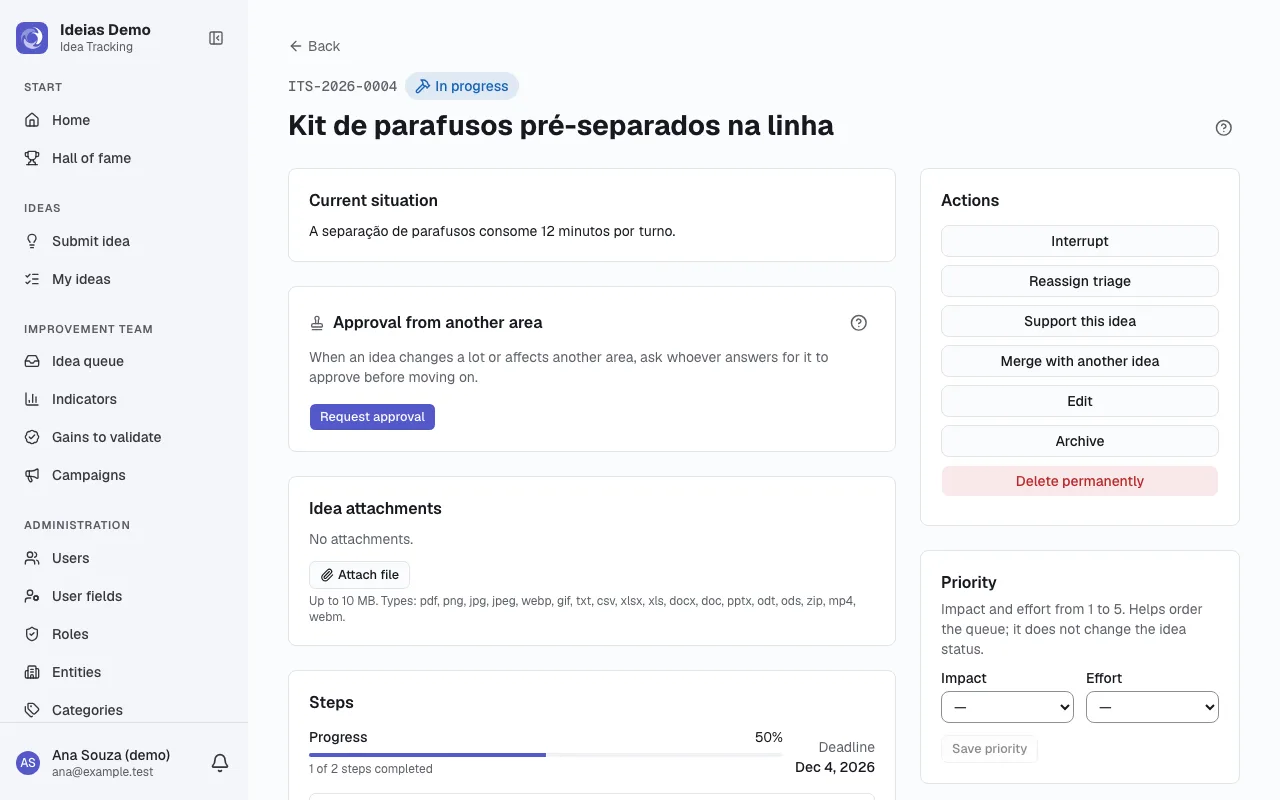 Ideias Demo
Idea Tracking
START
Home
Hall of fame
IDEAS
Submit idea
My ideas
IMPROVEMENT TEAM
Idea queue
Indicators
Gains to validate
Campaigns
ADMINISTRATION
Users
User fields
Roles
Entities
Categories
AS
Ana Souza (demo)
ana@example.test
Back
ITS-2026-0004
In progress
Kit de parafusos pré-separados na linha
Current situation
A separação de parafusos consome 12 minutos por turno.
Approval from another area
When an idea changes a lot or affects another area, ask whoever answers for it to
approve before moving on.
Request approval
Idea attachments
No attachments.
Attach file
Up to 10 MB. Types: pdf, png, jpg, jpeg, webp, gif, txt, csv, xlsx, xls, docx, doc, pptx, odt, ods, zip, mp4,
webm.
Steps
Progress
50%
1 of 2 steps completed
Deadline
Dec 4, 2026
Actions
Interrupt
Reassign triage
Support this idea
Merge with another idea
Edit
Archive
Delete permanently
Priority
Impact and effort from 1 to 5. Helps order
the queue; it does not change the idea
status.
Impact
Effort
—
—
Save priority